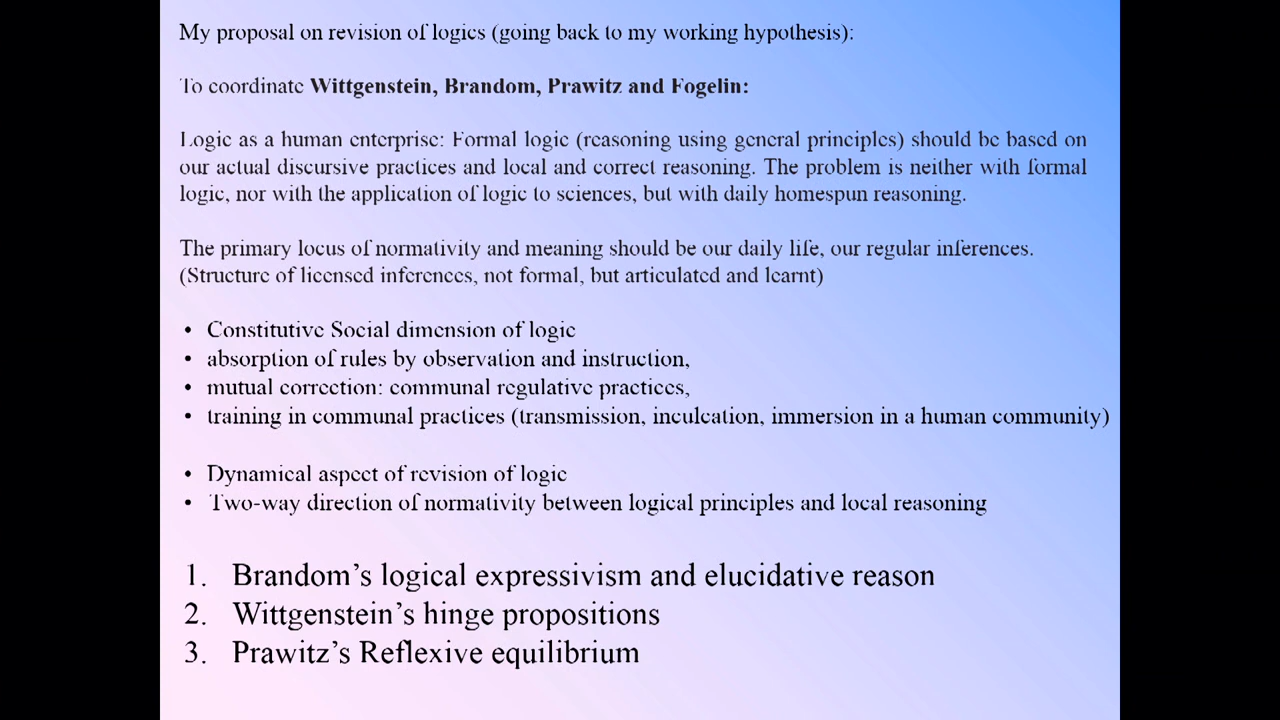 My proposal on revision of logics (going back to my working hypothesis):
To coordinate Wittgenstein, Brandom, Prawitz and Fogelin:
Logic as a human enterprise: Formal logic (reasoning using general principles) should be based on
our actual discursive practices and local and correct reasoning. The problem is neither with formal
logic, nor with the application of logic to sciences, but with daily homespun reasoning.
The primary locus of normativity and meaning should be our daily life, our regular inferences.
(Structure of licensed inferences, not formal, but articulated and learnt)
• Constitutive Social dimension of logic
• absorption of rules by observation and instruction,
• mutual correction: communal regulative practices,
• training in communal practices (transmission, inculcation, immersion in a human community)
• Dynamical aspect of revision of logic
• Two-way direction of normativity between logical principles and local reasoning
1. Brandom's logical expressivism and elucidative reason
2. Wittgenstein's hinge propositions
3. Prawitz's Reflexive equilibrium